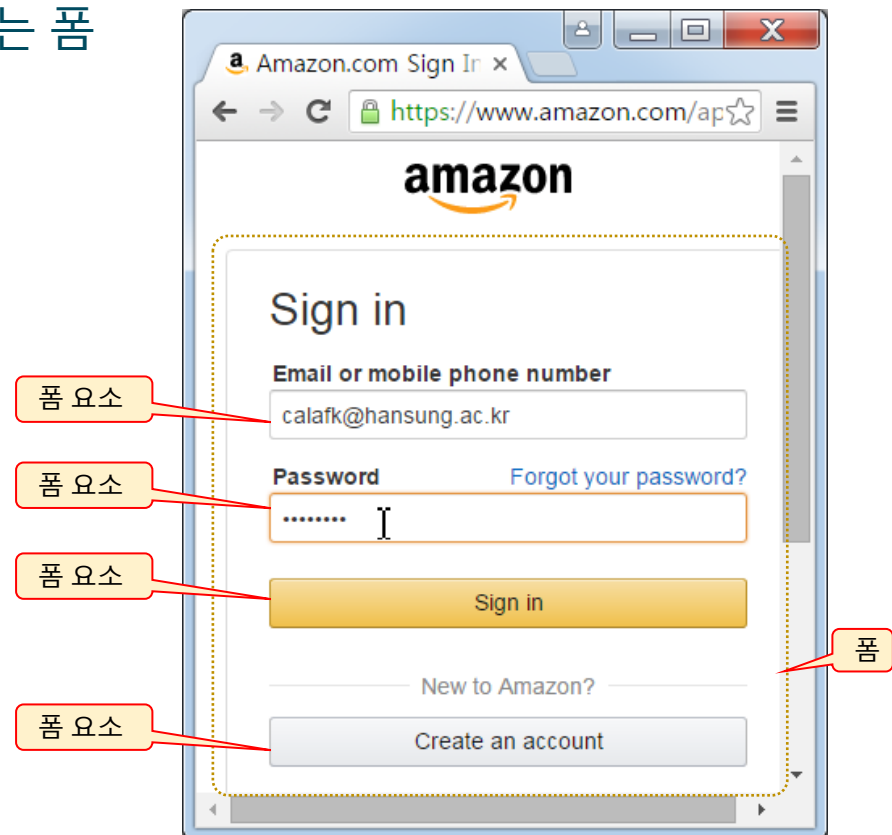 는 폼
Amazon.com Sign In
https://www.amazon.com/ap
amazon
Sign in
Email or mobile phone number
폼 요소
calafk@hansung.ac.kr
Password Forgot your password?
폼 요소
••••••••
폼 요소
Sign in
폼
New to Amazon?
폼 요소
Create an account